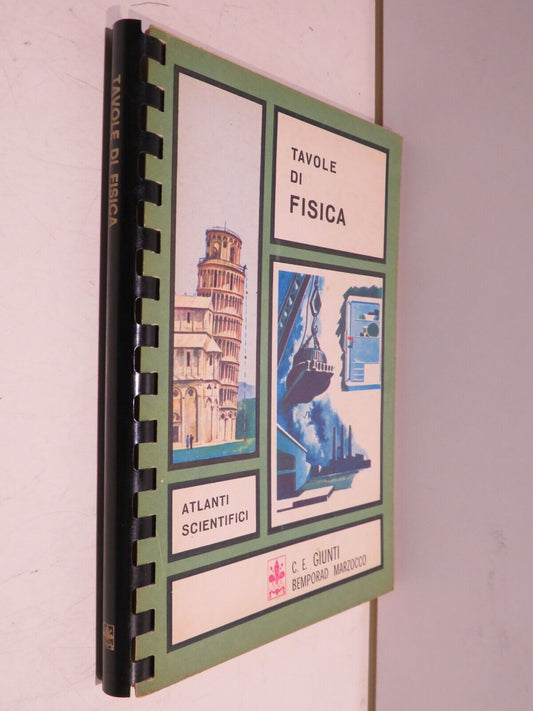 TAVOLE DI FISICA
TAVOLE
DI
FISICA
ATLANTI
SCIENTIFICI
C. E. GIUNTI
BEMPORAD MARZOCCO